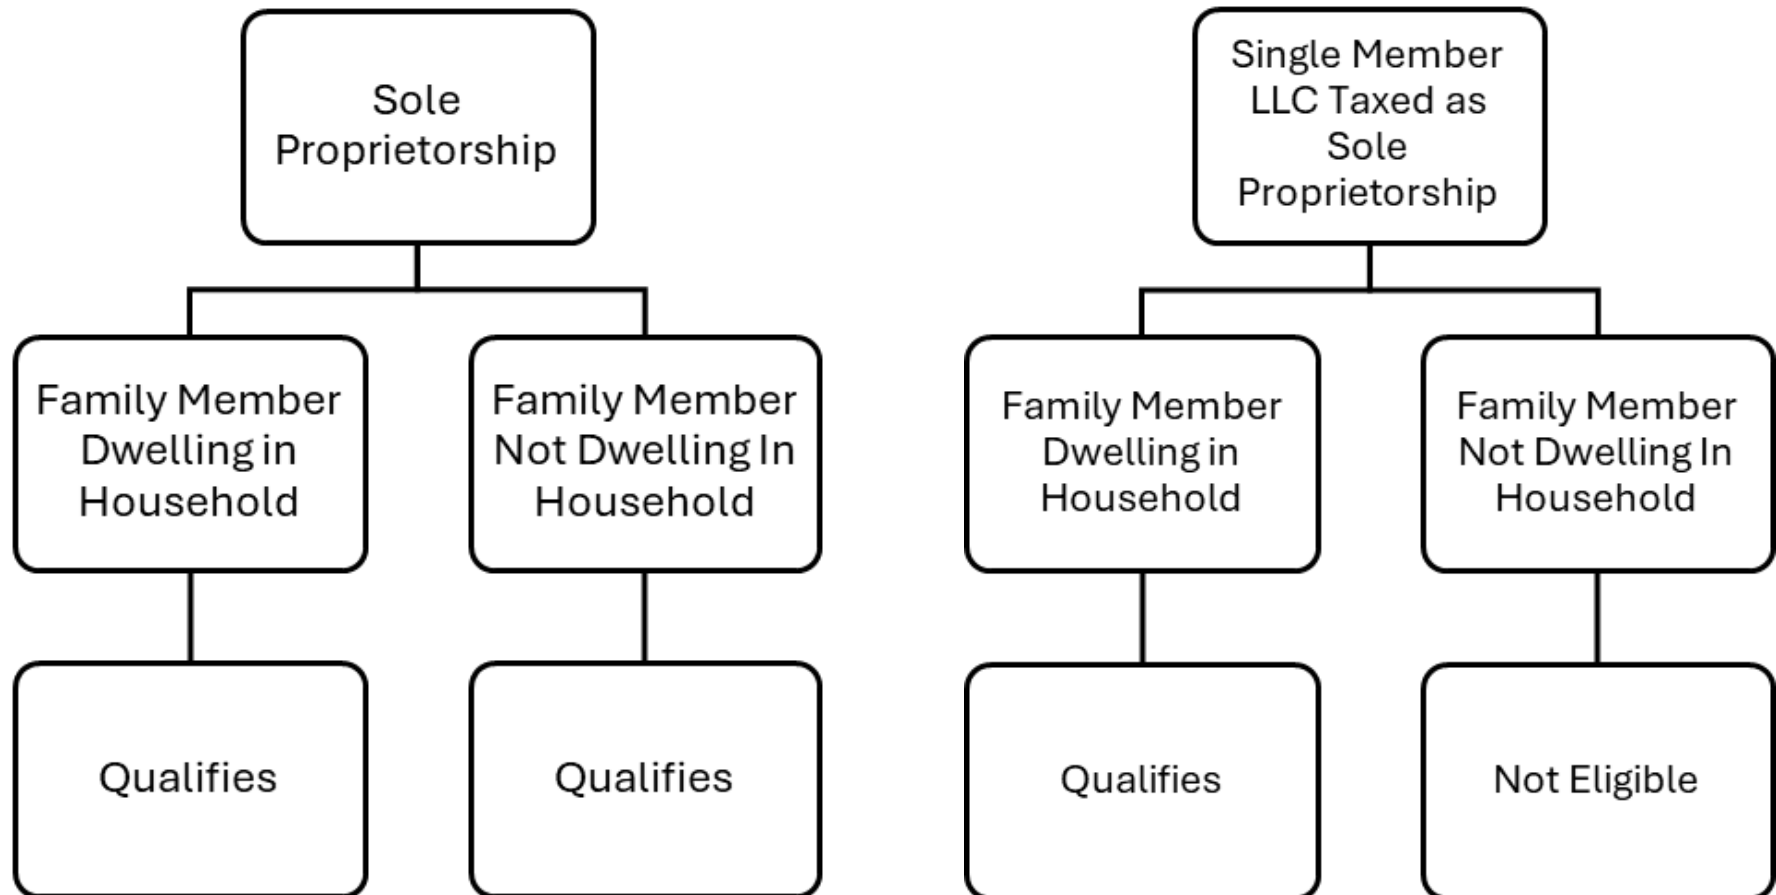 Sole
Proprietorship
Family Member
Dwelling in
Household
Family Member
Not Dwelling In
Household
Qualifies
Qualifies
Single Member
LLC Taxed as
Sole
Proprietorship
Family Member
Dwelling in
Household
Family Member
Not Dwelling In
Household
Qualifies
Not Eligible